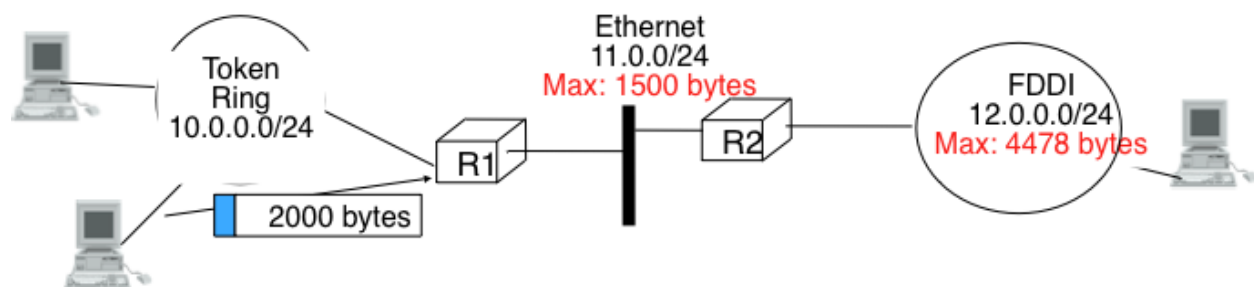 Token
Ring
10.0.0.0/24
2000 bytes
R1
Ethernet
11.0.0/24
Max: 1500 bytes
R2
FDDI
12.0.0.0/24
Max: 4478 bytes